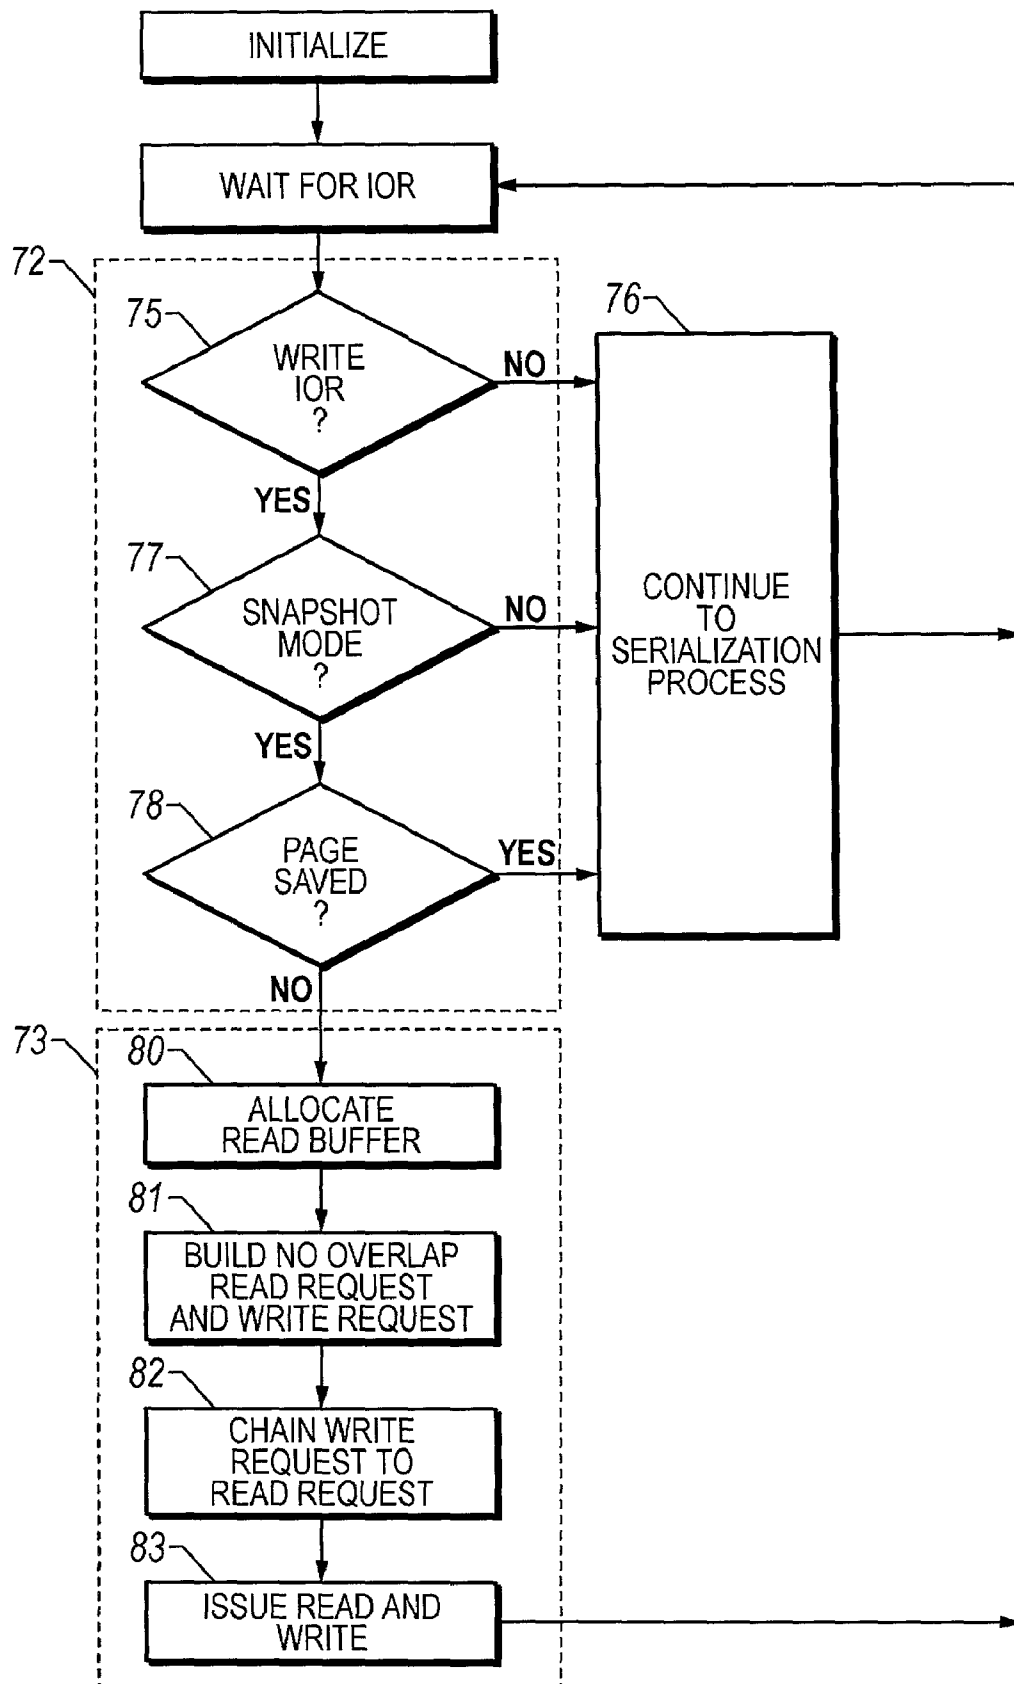 INITIALIZE
WAIT FOR IOR
72
75
WRITE
IOR
?
NO
76
YES
77
SNAPSHOT
MODE
?
NO
CONTINUE
TO
SERIALIZATION
PROCESS
YES
78
PAGE
SAVED
?
YES
NO
73
80
ALLOCATE
READ BUFFER
81
BUILD NO OVERLAP
READ REQUEST
AND WRITE REQUEST
82
CHAIN WRITE
REQUEST TO
READ REQUEST
83
ISSUE READ AND
WRITE